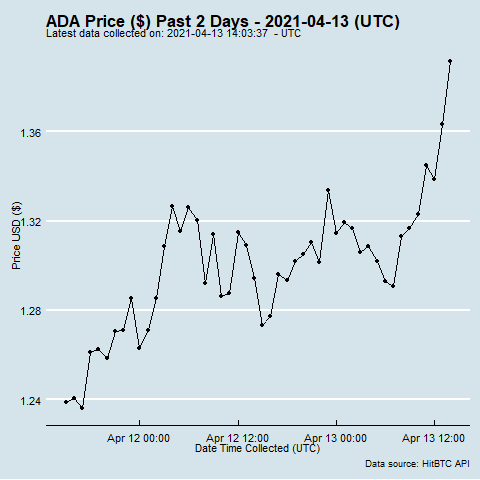 ADA Price ($) Past 2 Days - 2021-04-13 (UTC)
Latest data collected on: 2021-04-13 14:03:37  - UTC
Price USD ($)
1.36
1.32
1.28
1.24
Apr 12 00:00
Apr 12 12:00
Apr 13 00:00
Apr 13 12:00
Date Time Collected (UTC)
Data source: HitBTC API